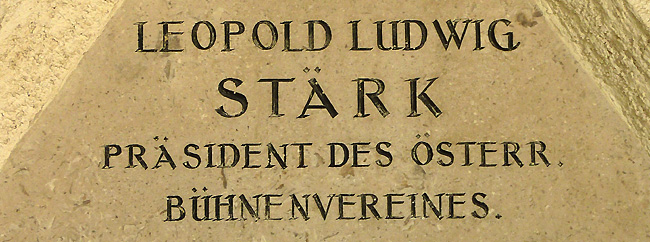 LEOPOLD LUDWIG
STÄRK
PRÄSIDENT DES ÖSTERR.
BÜHNENVEREINES.